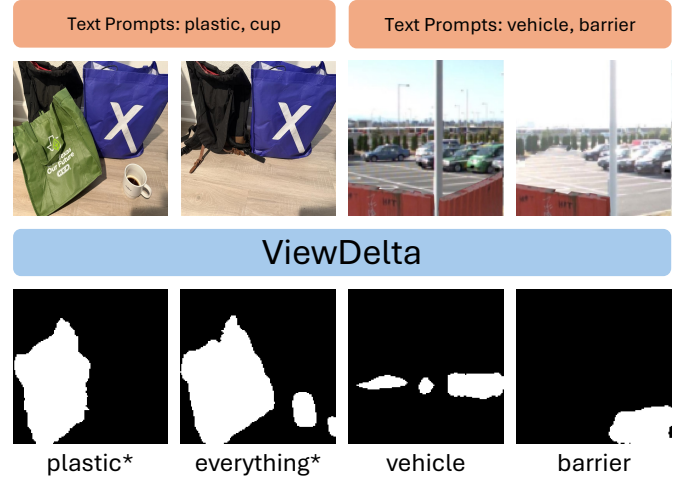 Text Prompts: plastic, cup
Text Prompts: vehicle, barrier
Our Future
X
X
ViewDelta
plastic*
everything*
vehicle
barrier